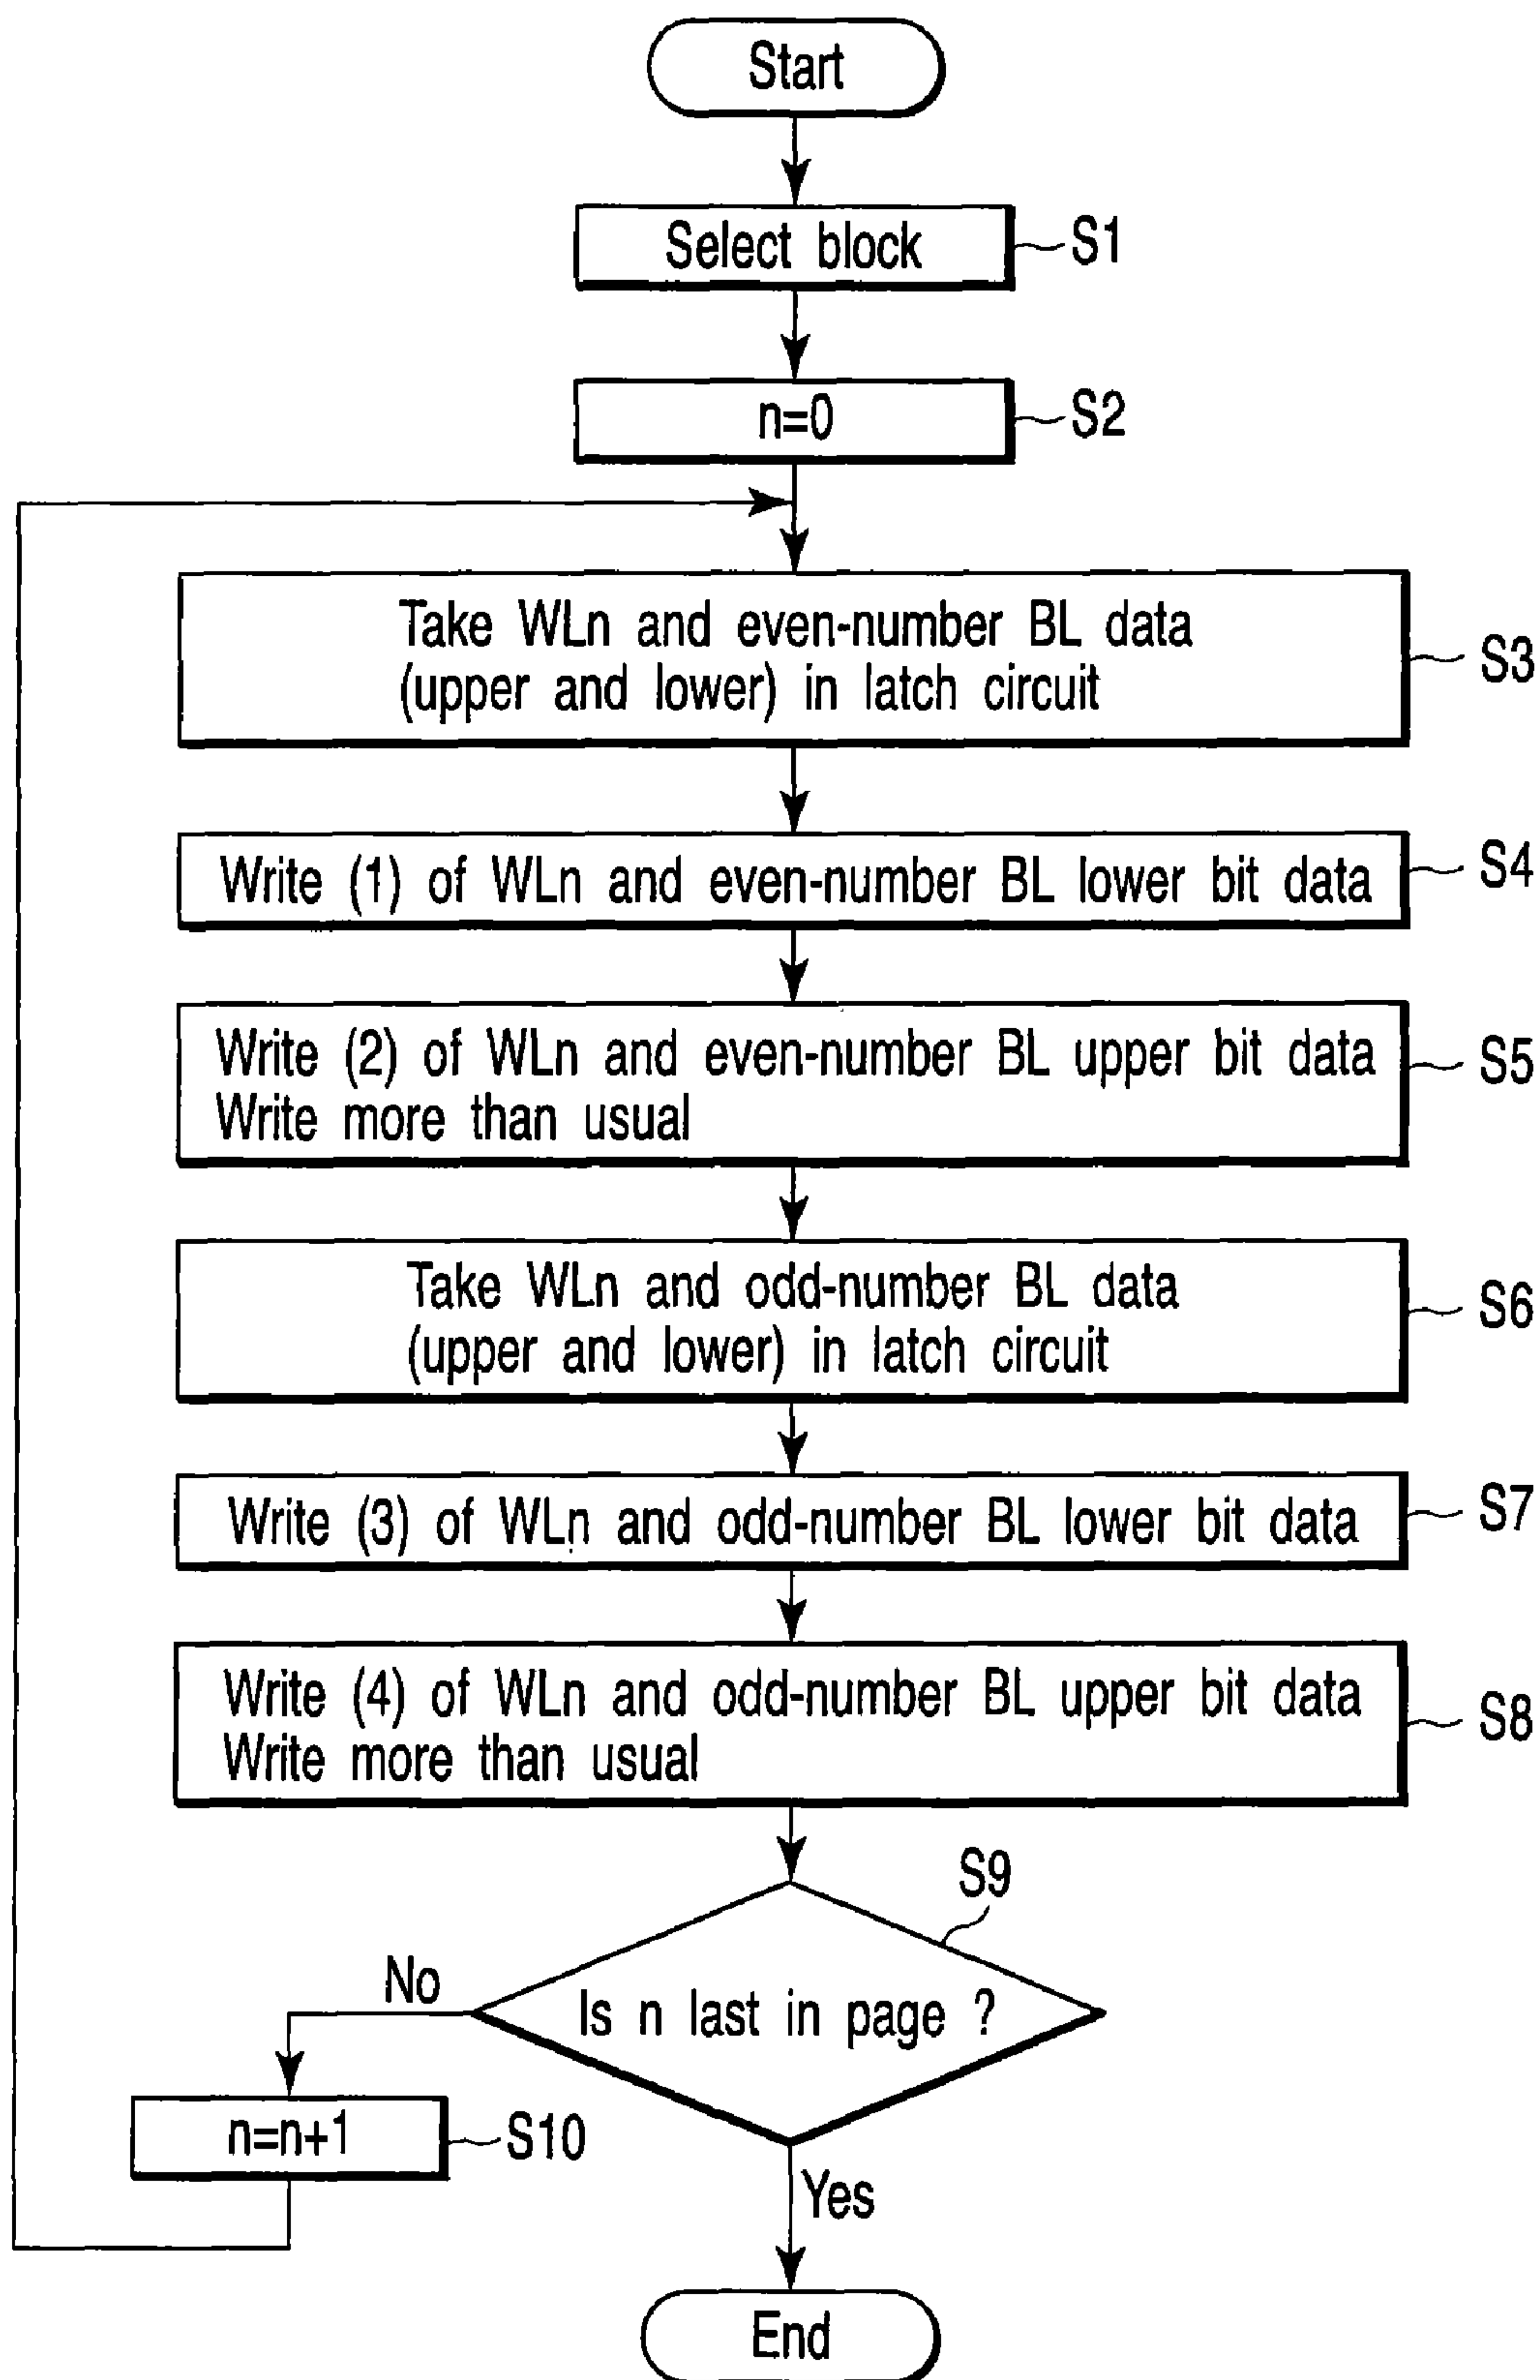 Start
Select block
S1
n=0
S2
Take WLn and even-number BL data
(upper and lower) in latch circuit
S3
Write (1) of WLn and even-number BL lower bit data
S4
Write (2) of WLn and even-number BL upper bit data
Write more than usual
S5
Take WLn and odd-number BL data
(upper and lower) in latch circuit
S6
Write (3) of WLn and odd-number BL lower bit data
S7
Write (4) of WLn and odd-number BL upper bit data
Write more than usual
S8
S9
No
Is n last in page ?
n=n+1
S10
Yes
End